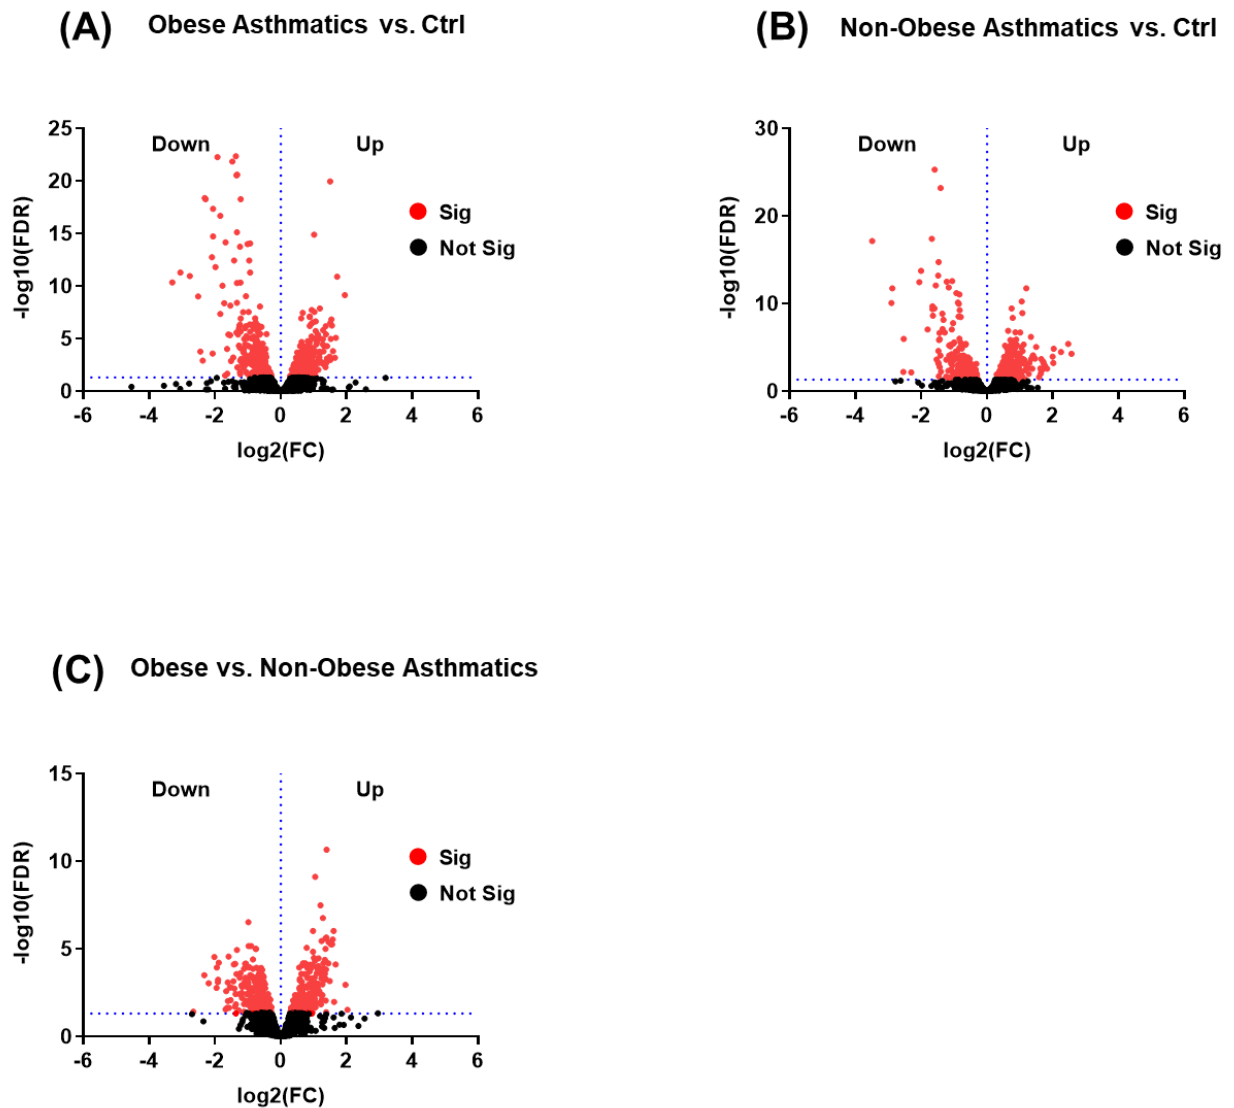 (A) Obese Asthmatics vs. Ctrl
25
20
15
10
5
0
-log10(FDR)
Down
Up
Sig
Not Sig
-6 -4 -2 0 2 4 6
log2(FC)
(B) Non-Obese Asthmatics vs. Ctrl
30
20
10
0
-log10(FDR)
Down
Up
Sig
Not Sig
-6 -4 -2 0 2 4 6
log2(FC)
(C) Obese vs. Non-Obese Asthmatics
15
10
5
0
-log10(FDR)
Down
Up
Sig
Not Sig
-6 -4 -2 0 2 4 6
log2(FC)